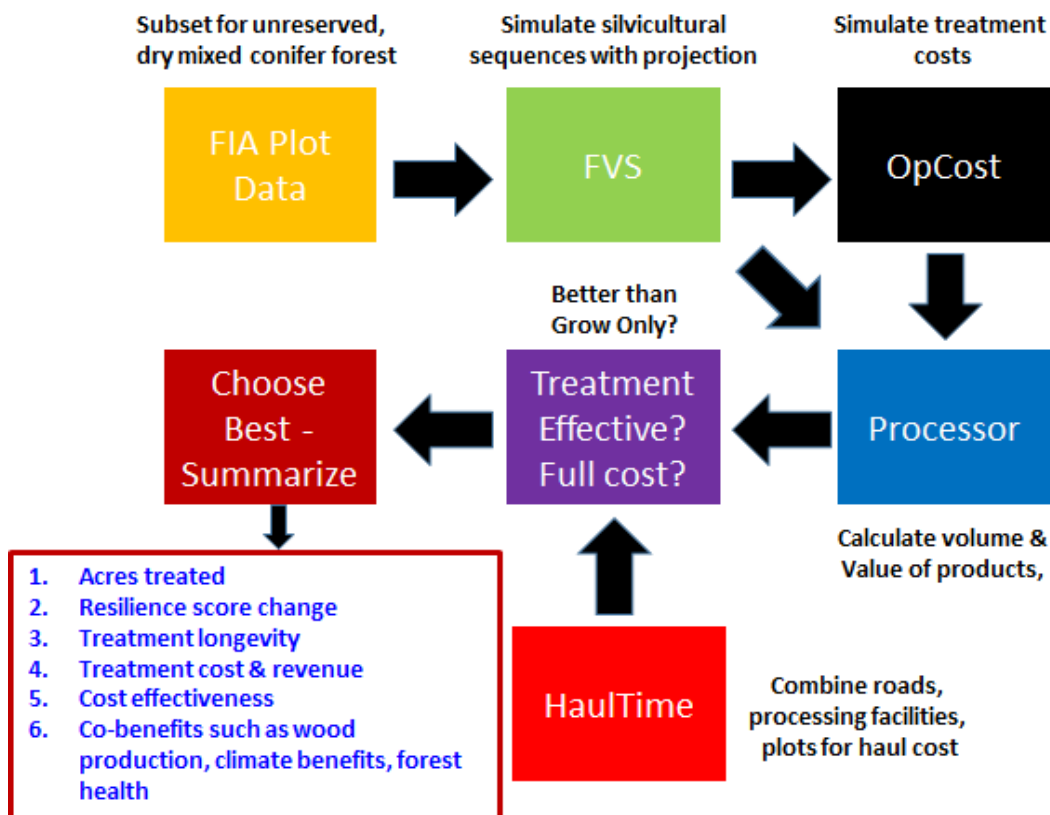 Subset for unreserved,
dry mixed conifer forest
Simulate silvicultural
sequences with projection
Simulate treatment
costs
FIA Plot
Data
FVS
OpCost
Better than
Grow Only?
Choose
Best -
Summarize
Treatment
Effective?
Full cost?
Processor
Calculate volume &
Value of products,
1. Acres treated
2. Resilience score change
3. Treatment longevity
4. Treatment cost & revenue
5. Cost effectiveness
6. Co-benefits such as wood
production, climate benefits, forest
health
HaulTime
Combine roads,
processing facilities,
plots for haul cost